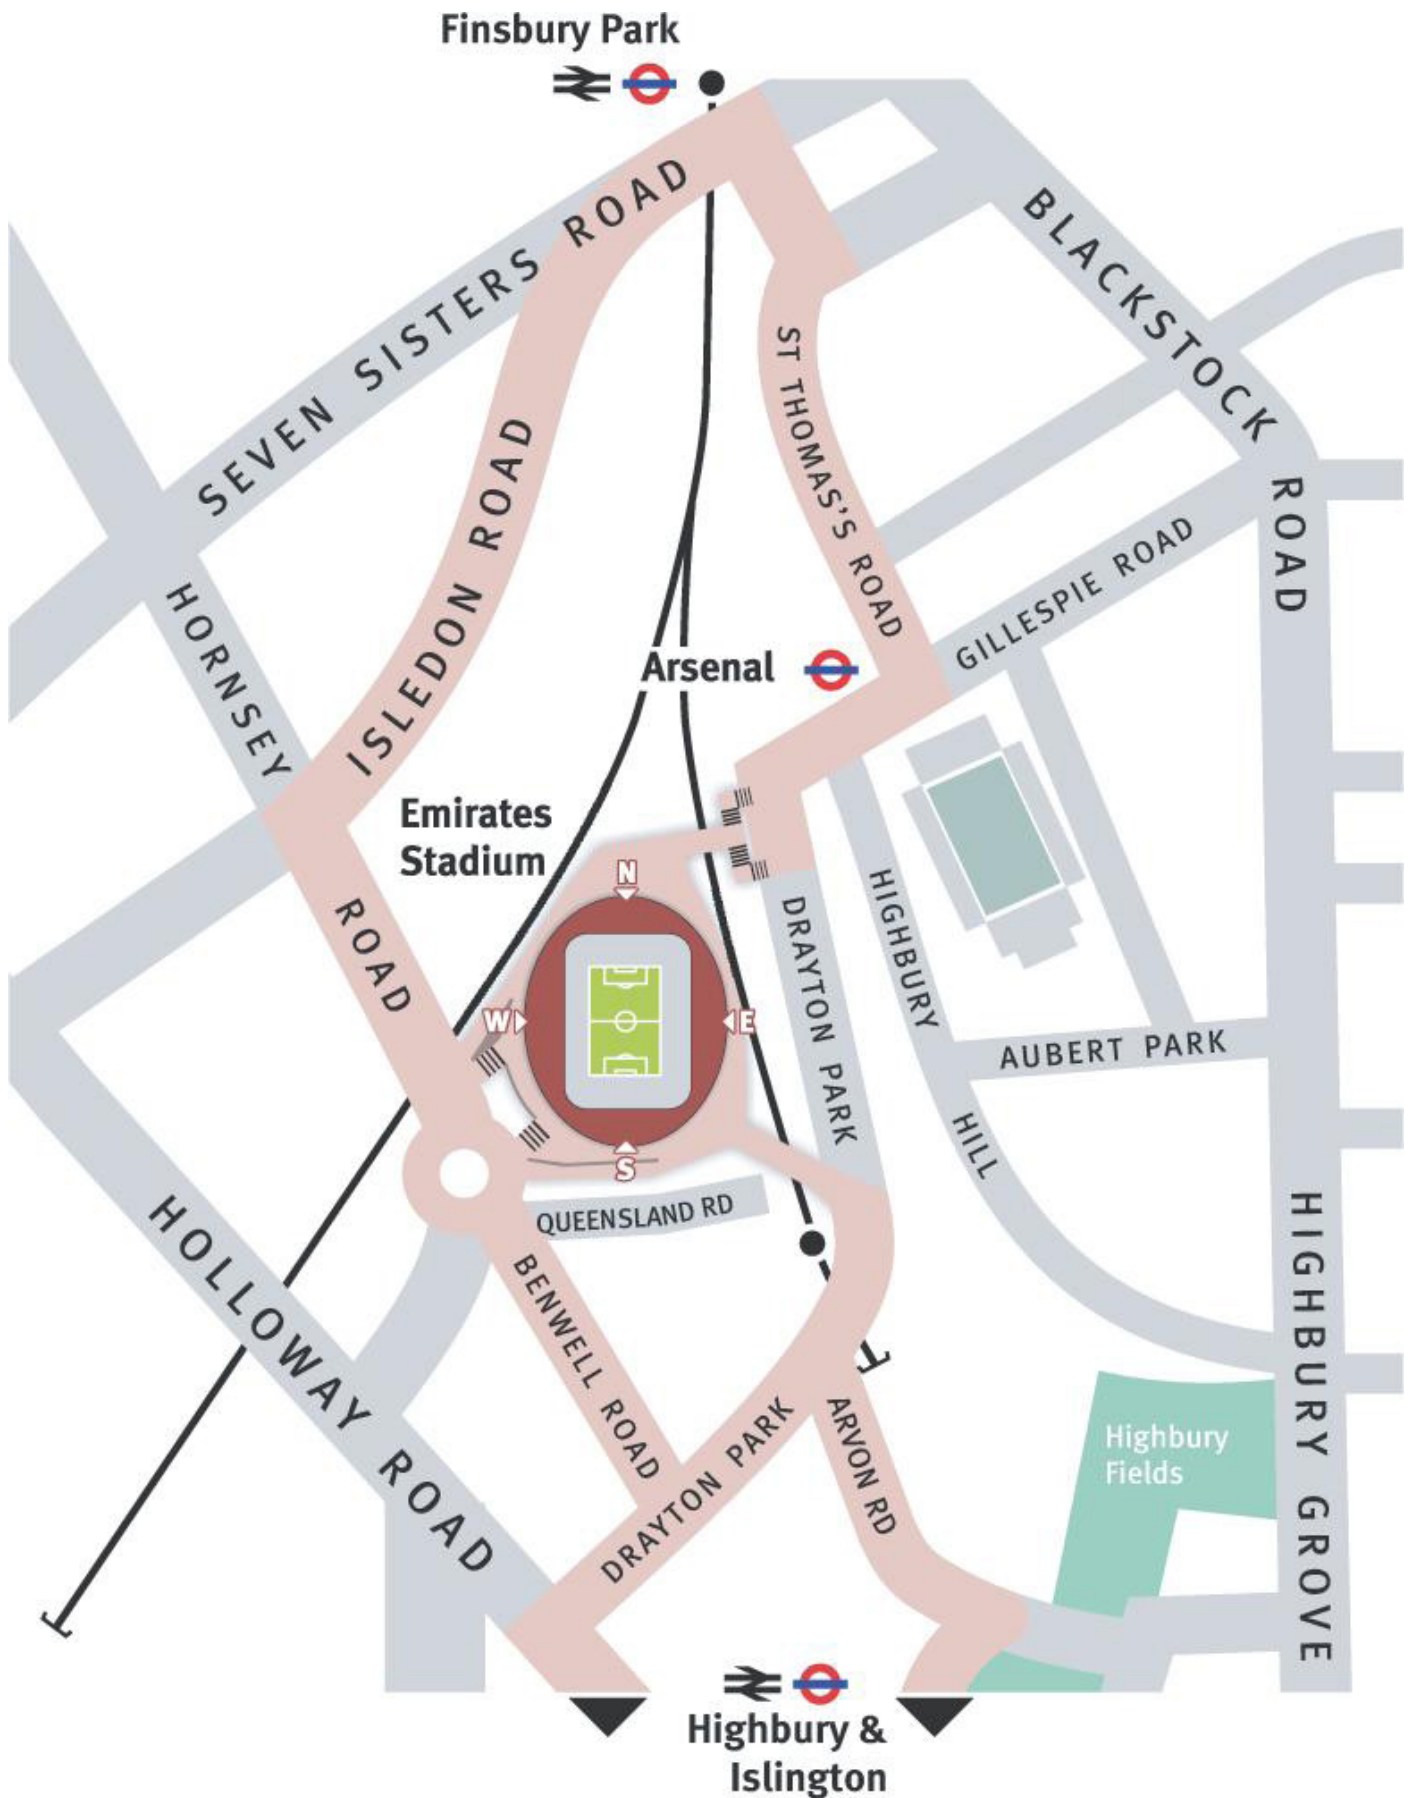 Finsbury Park
SEVEN SISTERS ROAD
BLACKSTOCK ROAD
ST THOMAS'S ROAD
ISLEDON ROAD
GILLESPIE ROAD
HORNSEY ROAD
Arsenal
Emirates
Stadium
N
W
E
S
DRAYTON PARK
HIGHBURY HILL
AUBERT PARK
QUEENSLAND RD
HOLLOWAY ROAD
BENWELL ROAD
DRAYTON PARK
ARVON RD
HIGHBURY GROVE
Highbury
Fields
Highbury &
Islington